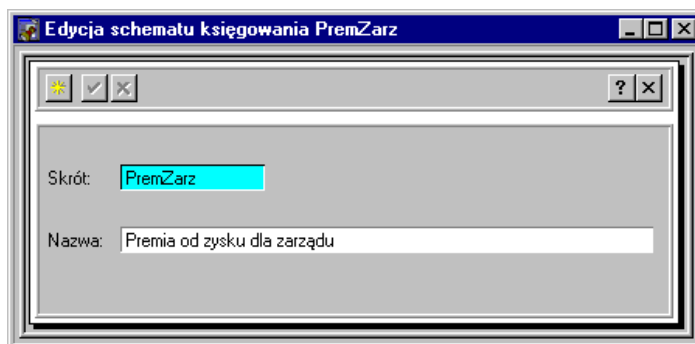 Edycja schematu księgowania PremZarz
?
Skrót: PremZarz
Nazwa: Premia od zysku dla zarządu